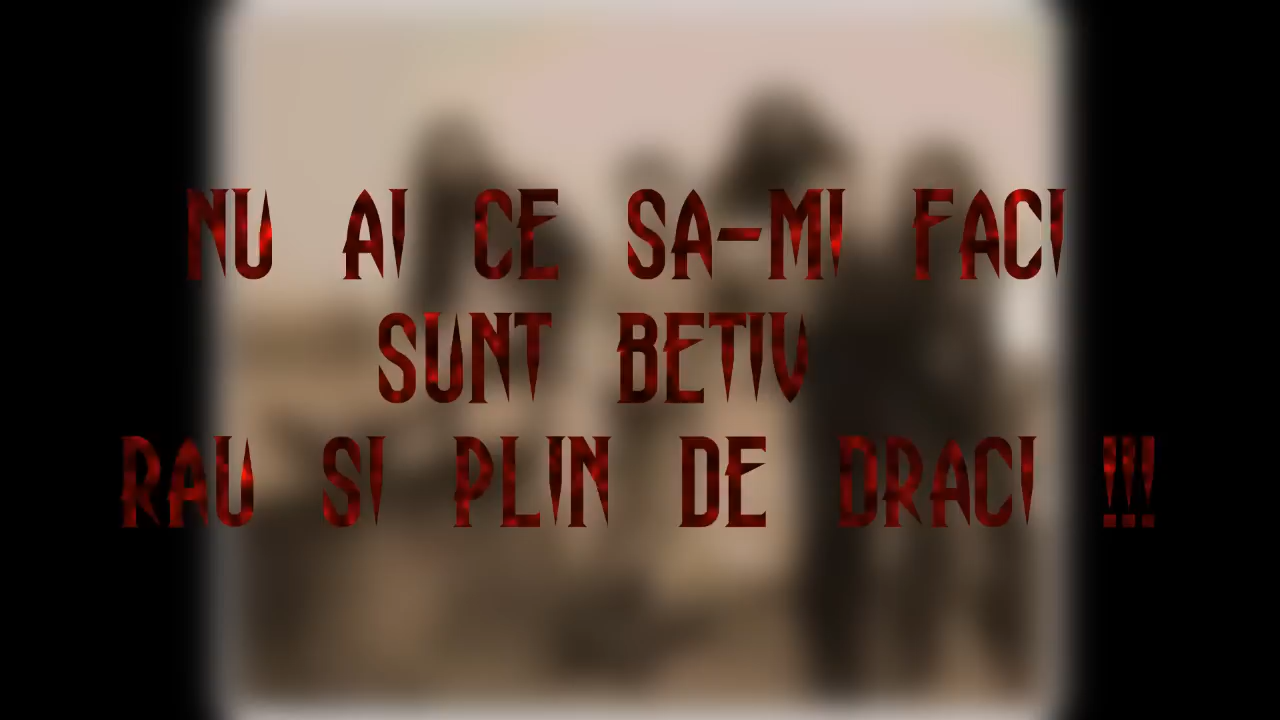 NU AI CE SA-MI FACI
SUNT BETIV
RAU SI PLIN DE DRACI !!!